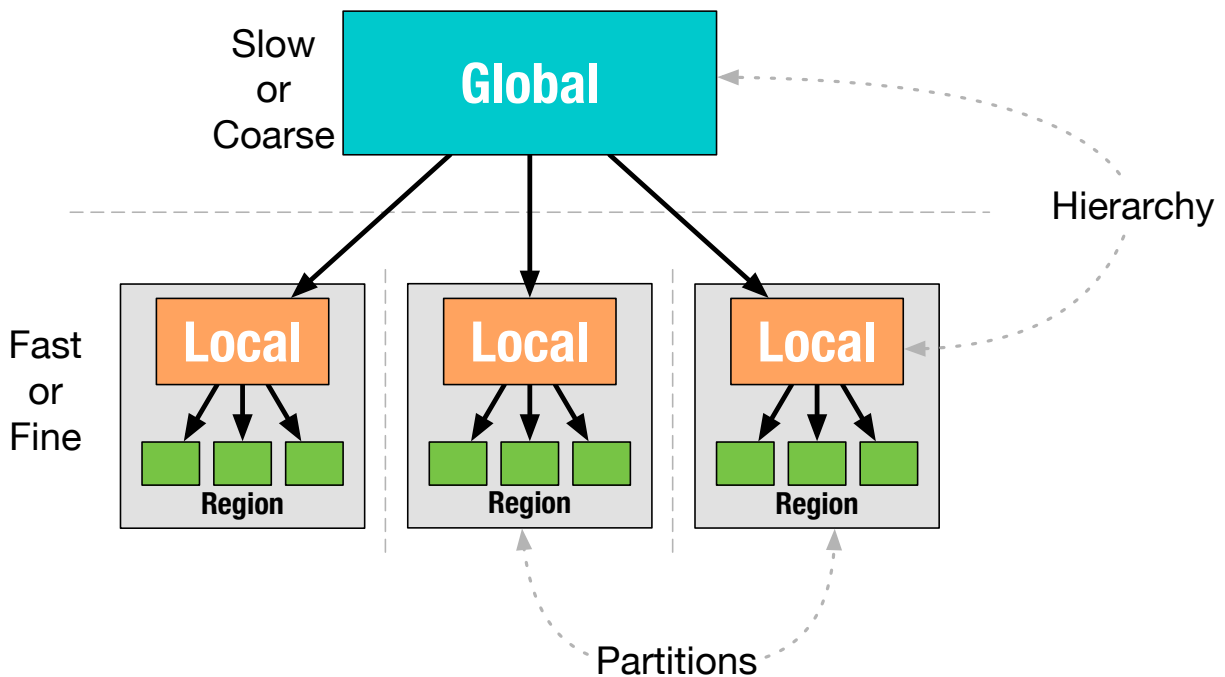 Slow
or
Coarse
Global
Hierarchy
Fast
or
Fine
Local
Local
Local
Region
Region
Region
Partitions